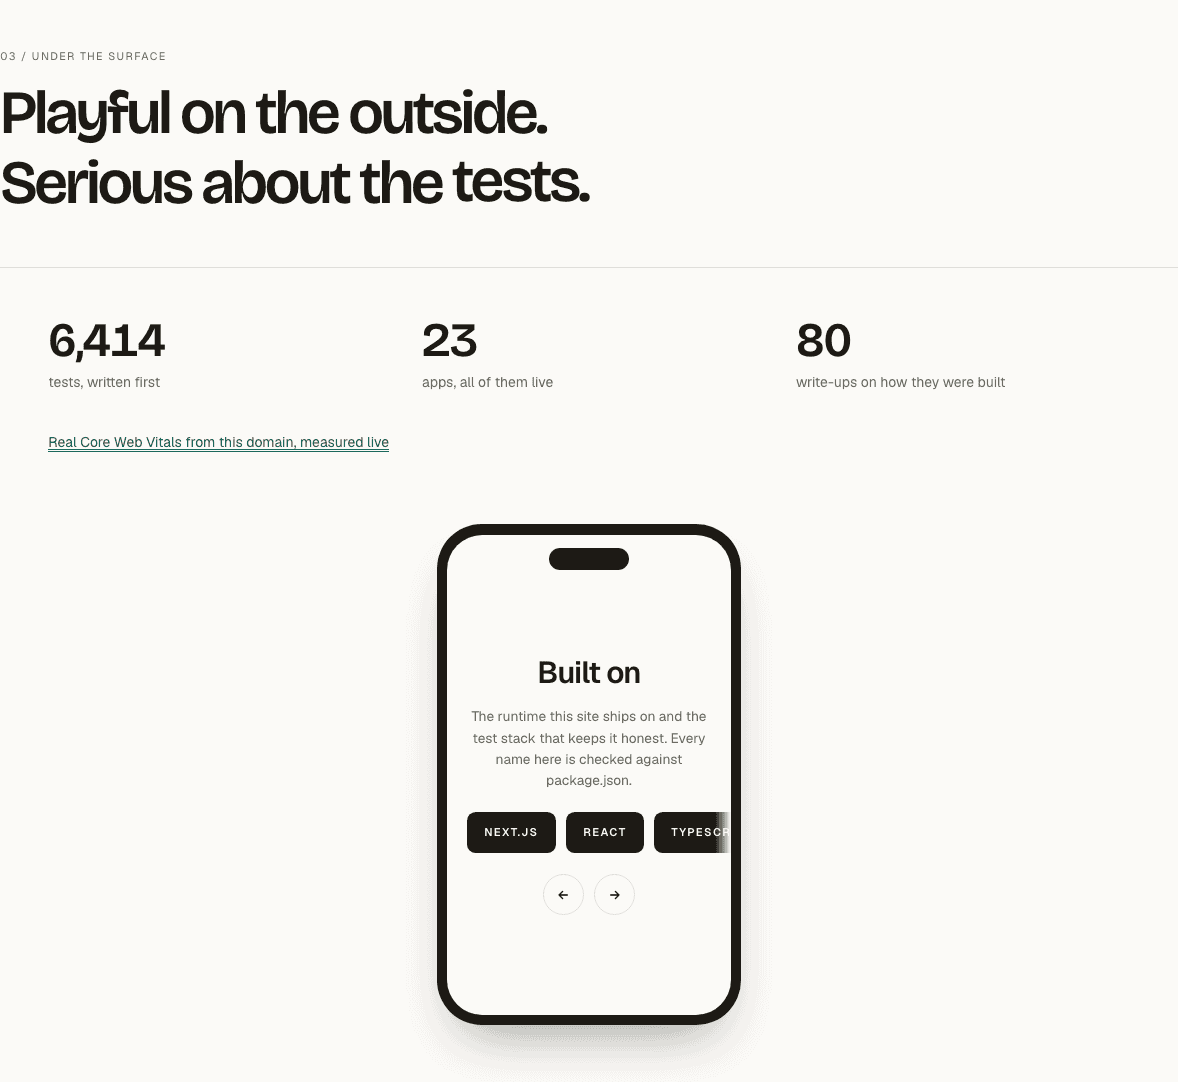 03 / UNDER THE SURFACE
Playful on the outside.
Serious about the tests.
6,414
tests, written first
23
apps, all of them live
80
write-ups on how they were built
Real Core Web Vitals from this domain, measured live
Built on
The runtime this site ships on and the
test stack that keeps it honest. Every
name here is checked against
package.json.
NEXT.JS
REACT
TYPESCR
← →